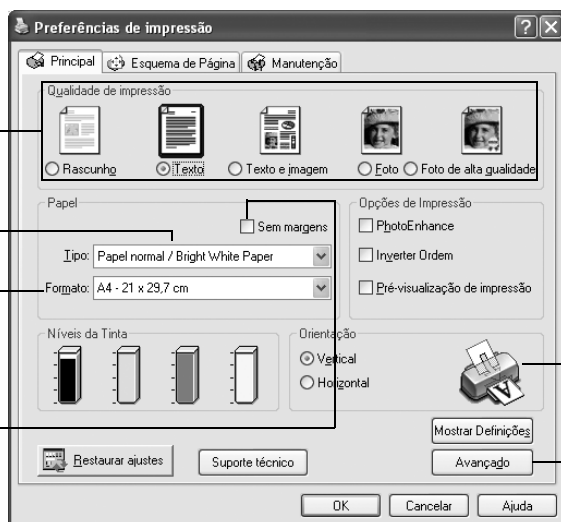 Preferências de impressão
Principal Esquema de Página Manutenção
Qualidade de impressão
Rascunho Texto Texto e imagem Foto Foto de alta qualidade
Papel
Sem margens
Tipo: Papel normal / Bright White Paper
Formato: A4 - 21 x 29,7 cm
Opções de Impressão
PhotoEnhance
Inverter Ordem
Pré-visualização de impressão
Níveis da Tinta
Orientação
Vertical
Horizontal
A
Mostrar Definições
Restaurar ajustes Suporte técnico Avançado
OK Cancelar Ajuda